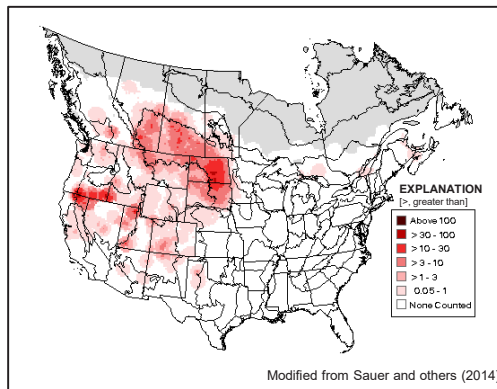 EXPLANATION
[>, greater than]
Above 100
>30 - 100
>10 - 30
>3 - 10
>1 - 3
0.05 - 1
None Counted
Modified from Sauer and others (2014)